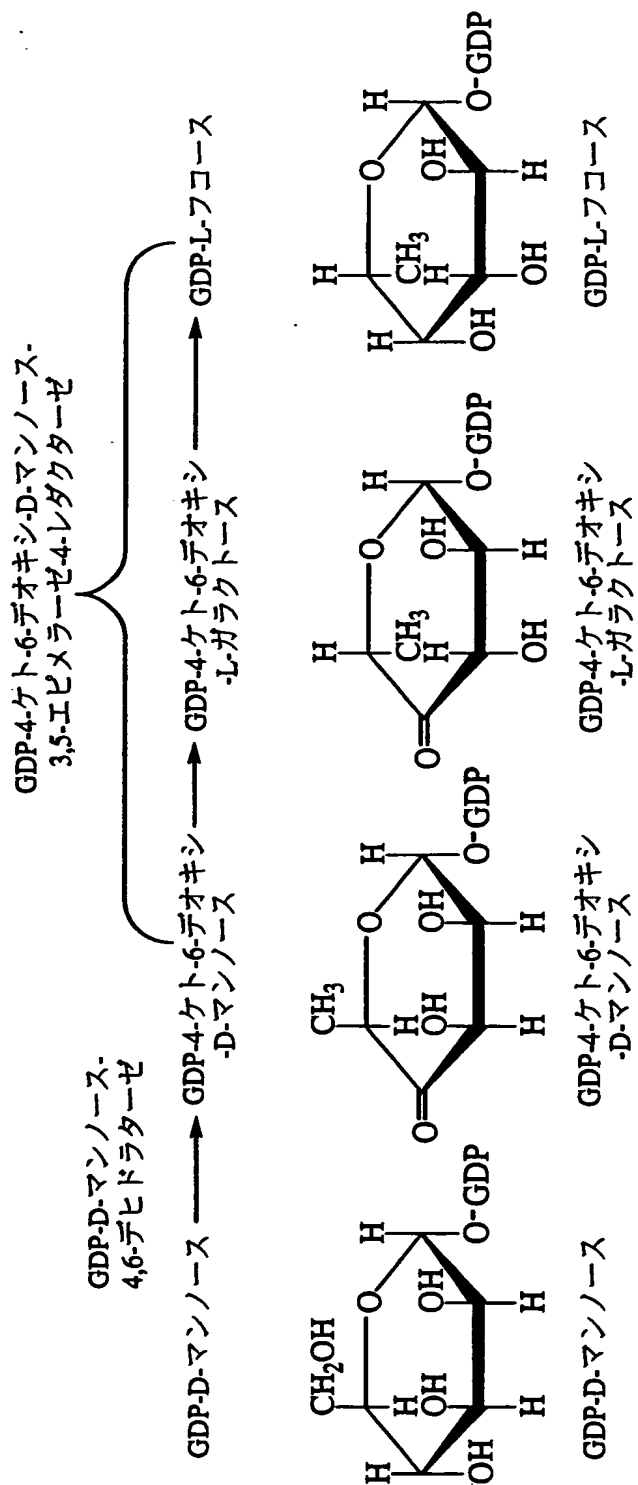 GDP-D-マンノース-
4,6-デヒドラターゼ
GDP-4-ケト-6-デオキシ-D-マンノース-
3,5-エピメラーゼ-4-レダクターゼ
GDP-D-マンノース
GDP-4-ケト-6-デオキシ
-D-マンノース
GDP-4-ケト-6-デオキシ
-L-ガラクトース
GDP-L-フコース
CH2OH
H
O
H
H
OH
OH
OH
H
H
O-GDP
GDP-D-マンノース
CH3
O
H
H
OH
OH
O
H
H
O-GDP
GDP-4-ケト-6-デオキシ
-D-マンノース
H
O
H
CH3
H
OH
O
OH
H
O-GDP
GDP-4-ケト-6-デオキシ
-L-ガラクトース
H
O
H
H
CH3
H
OH
OH
OH
H
O-GDP
GDP-L-フコース